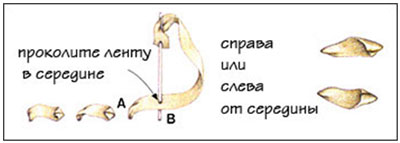 проколите ленту
в середине
A
B
справа
или
слева
от середины